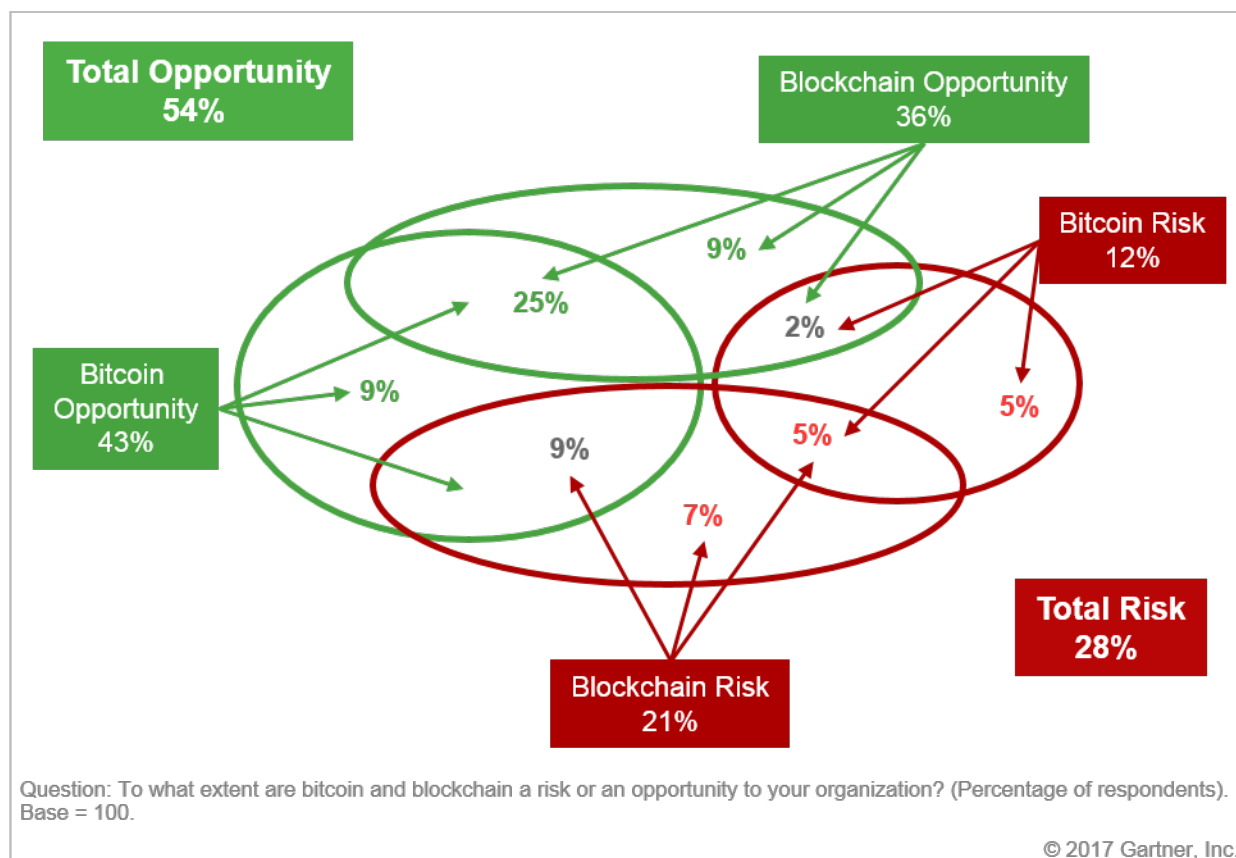 Total Opportunity
54%
Blockchain Opportunity
36%
Bitcoin Risk
12%
9%
25%
2%
Bitcoin
Opportunity
43%
9%
5%
5%
9%
7%
Total Risk
28%
Blockchain Risk
21%
Question: To what extent are bitcoin and blockchain a risk or an opportunity to your organization? (Percentage of respondents).
Base = 100.
© 2017 Gartner, Inc.